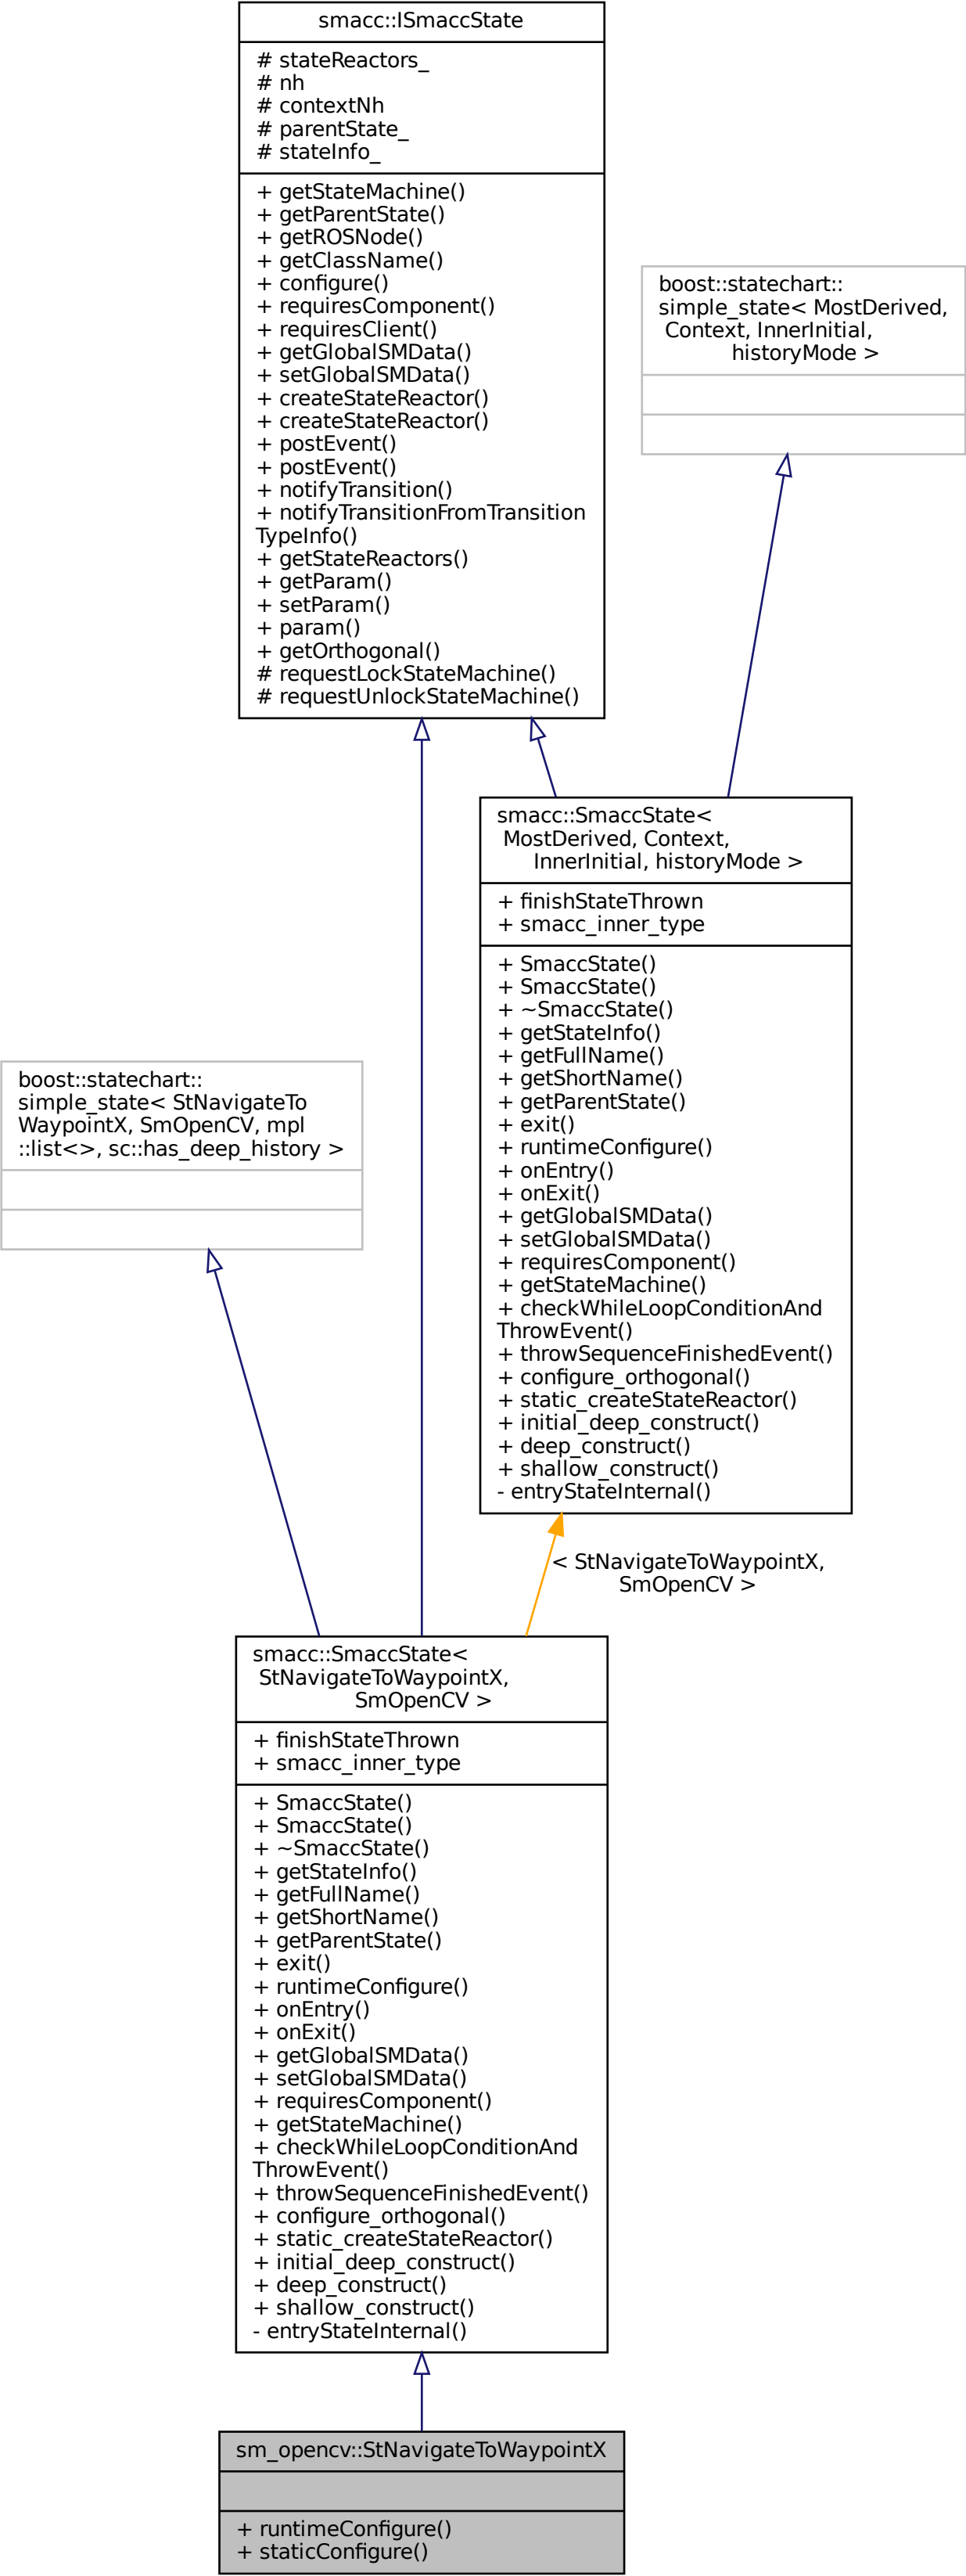 smacc::ISmaccState
# stateReactors_
# nh
# contextNh
# parentState_
# stateInfo_
+ getStateMachine()
+ getParentState()
+ getROSNode()
+ getClassName()
+ configure()
+ requiresComponent()
+ requiresClient()
+ getGlobalSMData()
+ setGlobalSMData()
+ createStateReactor()
+ createStateReactor()
+ postEvent()
+ postEvent()
+ notifyTransition()
+ notifyTransitionFromTransition
TypeInfo()
+ getStateReactors()
+ getParam()
+ setParam()
+ param()
+ getOrthogonal()
# requestLockStateMachine()
# requestUnlockStateMachine()
boost::statechart::
simple_state< MostDerived,
Context, InnerInitial,
historyMode >
smacc::SmaccState<
MostDerived, Context,
InnerInitial, historyMode >
+ finishStateThrown
+ smacc_inner_type
+ SmaccState()
+ SmaccState()
+ ~SmaccState()
+ getStateInfo()
+ getFullName()
+ getShortName()
+ getParentState()
+ exit()
+ runtimeConfigure()
+ onEntry()
+ onExit()
+ getGlobalSMData()
+ setGlobalSMData()
+ requiresComponent()
+ getStateMachine()
+ checkWhileLoopConditionAnd
ThrowEvent()
+ throwSequenceFinishedEvent()
+ configure_orthogonal()
+ static_createStateReactor()
+ initial_deep_construct()
+ deep_construct()
+ shallow_construct()
- entryStateInternal()
boost::statechart::
simple_state< StNavigateTo
WaypointX, SmOpenCV, mpl
::list<>, sc::has_deep_history >
< StNavigateToWaypointX,
SmOpenCV >
smacc::SmaccState<
StNavigateToWaypointX,
SmOpenCV >
+ finishStateThrown
+ smacc_inner_type
+ SmaccState()
+ SmaccState()
+ ~SmaccState()
+ getStateInfo()
+ getFullName()
+ getShortName()
+ getParentState()
+ exit()
+ runtimeConfigure()
+ onEntry()
+ onExit()
+ getGlobalSMData()
+ setGlobalSMData()
+ requiresComponent()
+ getStateMachine()
+ checkWhileLoopConditionAnd
ThrowEvent()
+ throwSequenceFinishedEvent()
+ configure_orthogonal()
+ static_createStateReactor()
+ initial_deep_construct()
+ deep_construct()
+ shallow_construct()
- entryStateInternal()
sm_opencv::StNavigateToWaypointX
+ runtimeConfigure()
+ staticConfigure()